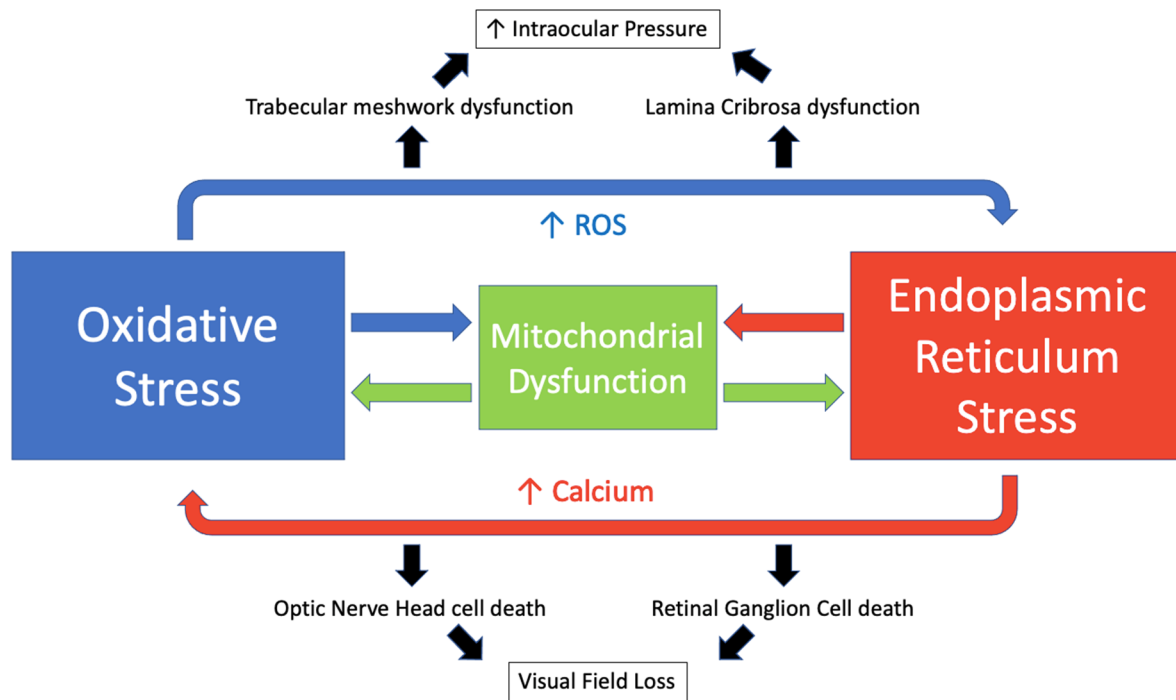 ↑ Intraocular Pressure
Trabecular meshwork dysfunction
Lamina Cribrosa dysfunction
↑ ROS
Oxidative
Stress
Mitochondrial
Dysfunction
Endoplasmic
Reticulum
Stress
↑ Calcium
Optic Nerve Head cell death
Retinal Ganglion Cell death
Visual Field Loss